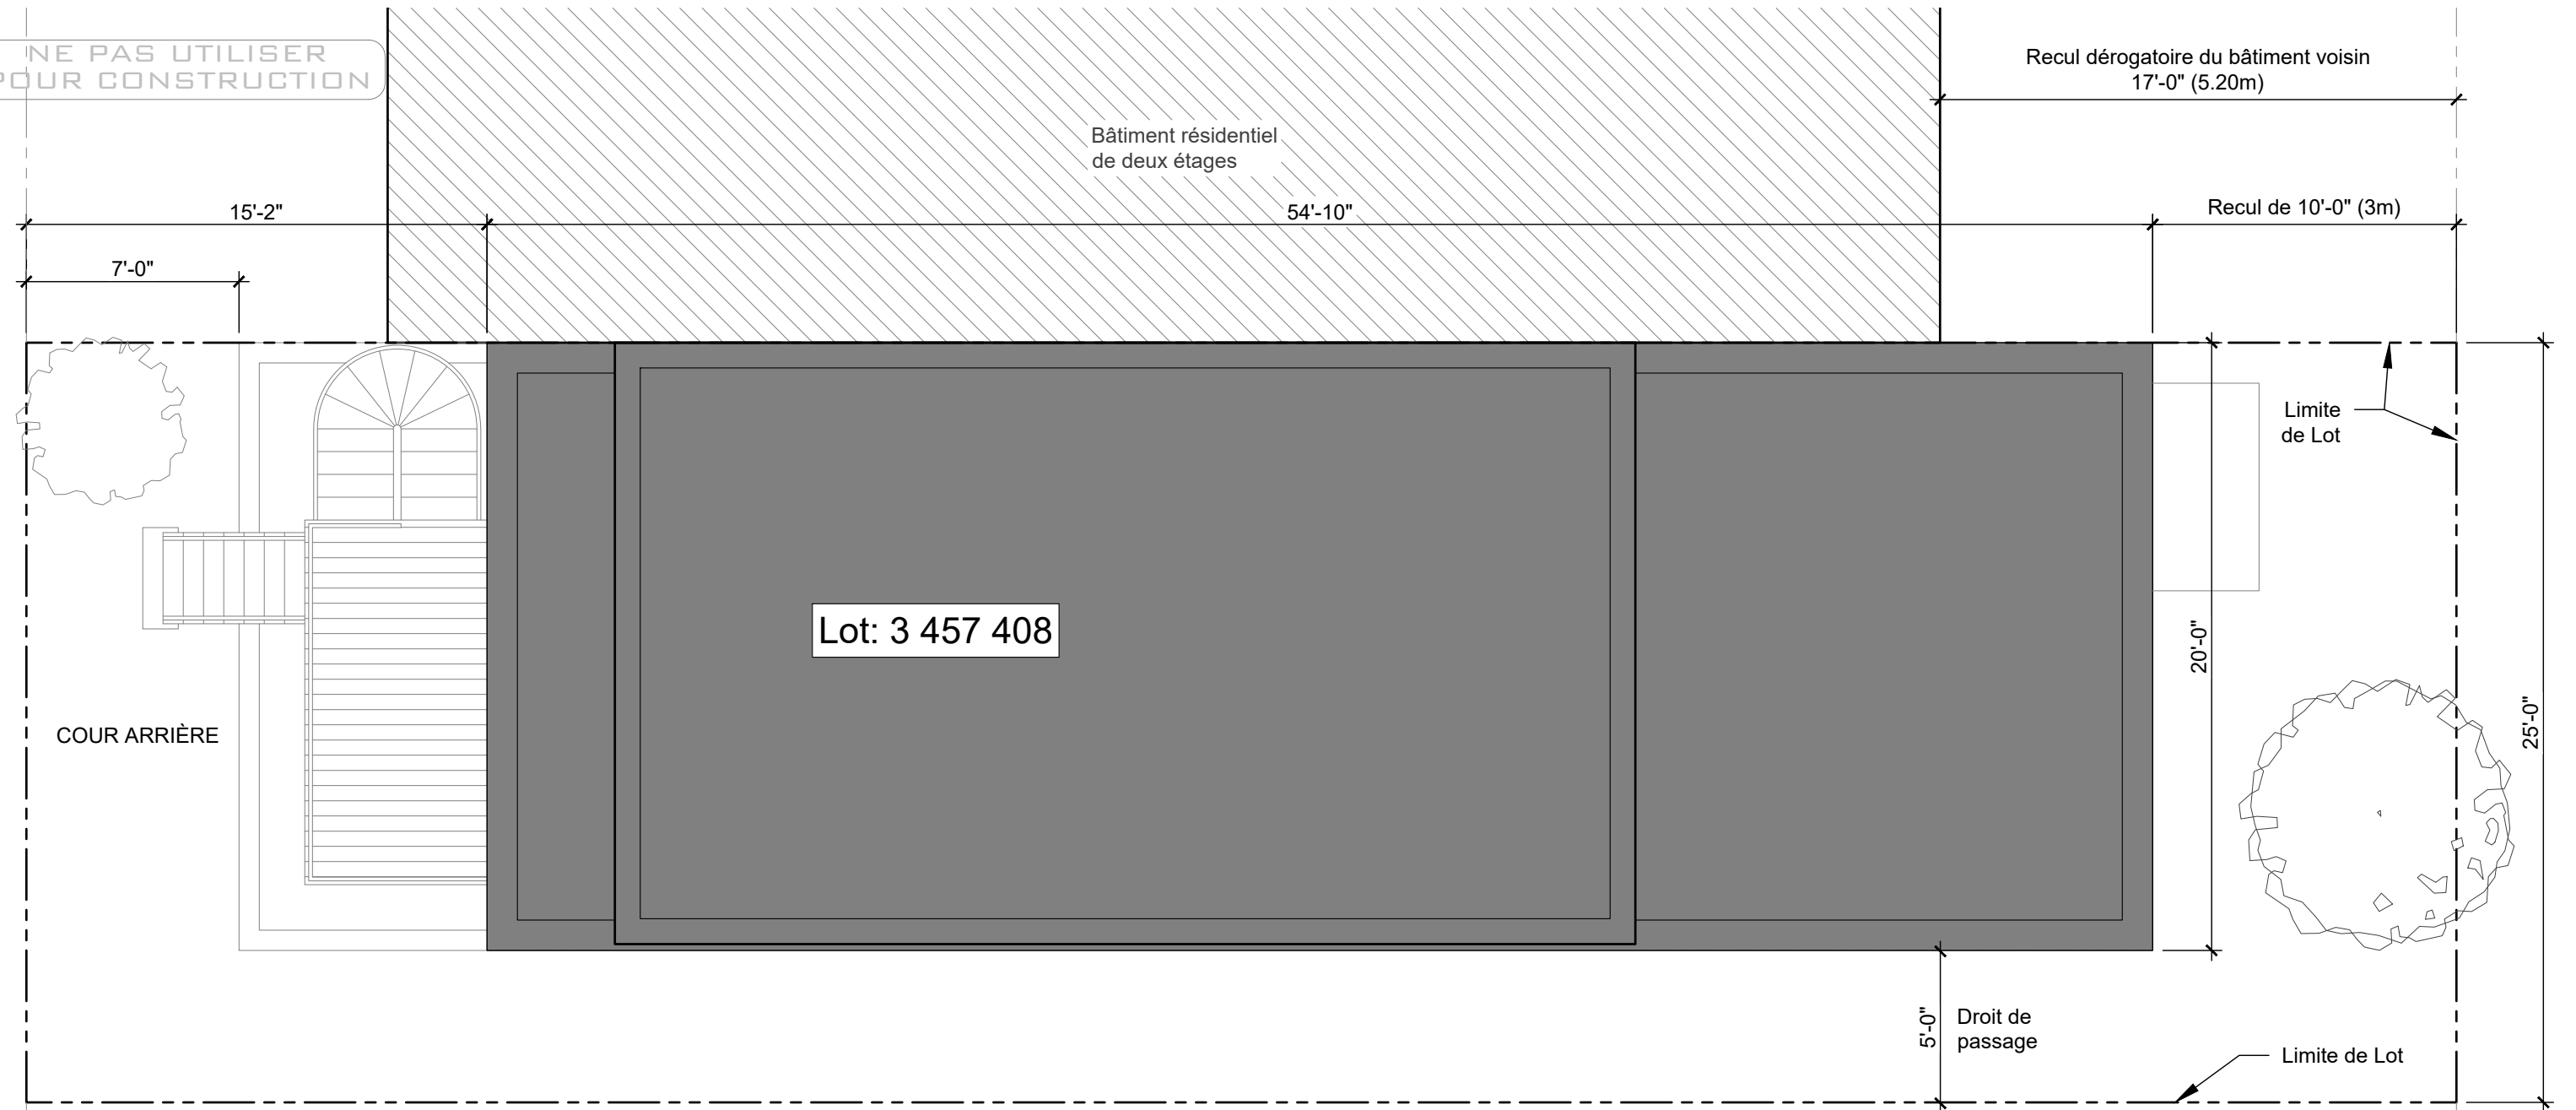 NE PAS UTILISER
POUR CONSTRUCTION
Recul dérogatoire du bâtiment voisin
17'-0" (5.20m)
Bâtiment résidentiel
de deux étages
15'-2"
54'-10"
Recul de 10'-0" (3m)
7'-0"
Limite
de Lot
Lot: 3 457 408
20'-0"
25'-0"
COUR ARRIÈRE
5'-0"
Droit de
passage
Limite de Lot